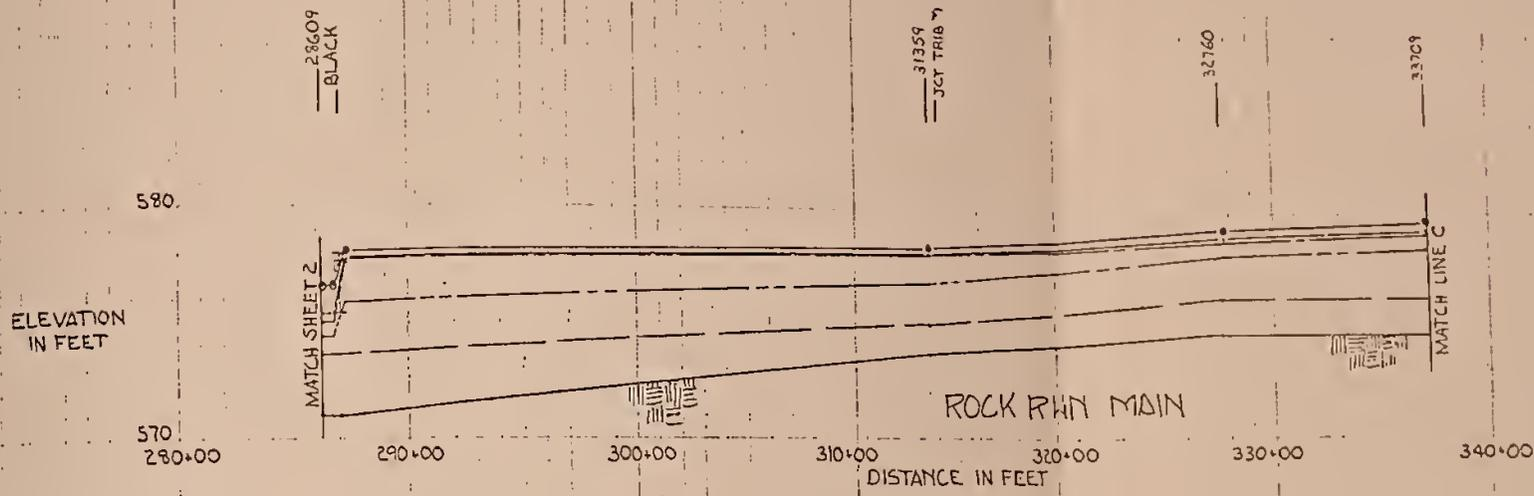 28609
BLACK
31359
JCT TRIB
32760
33709
580
ELEVATION
IN FEET
MATCH SHEET 2
MATCH LINE C
570
ROCK RUN MAIN
280+00
290+00
300+00
310+00
320+00
330+00
340+00
DISTANCE IN FEET